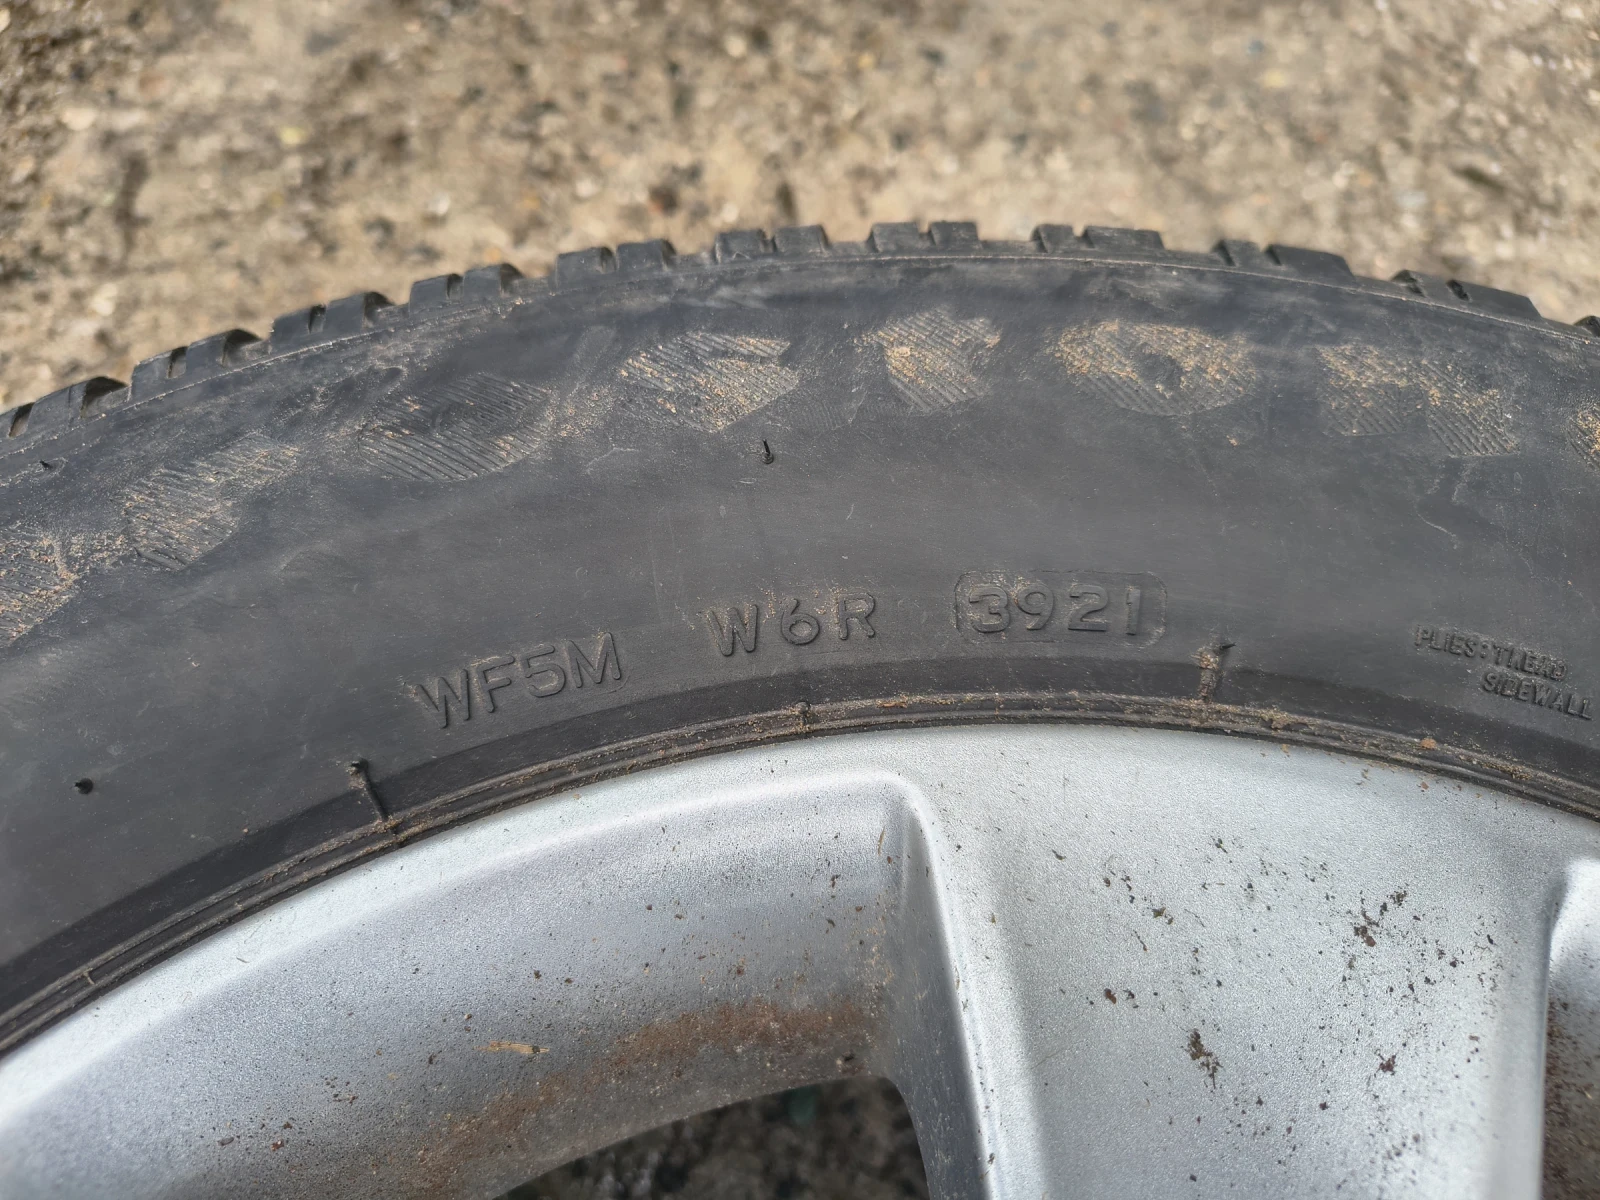 WF5M W6R 3921
PLIES: TREAD
SIDEWALL